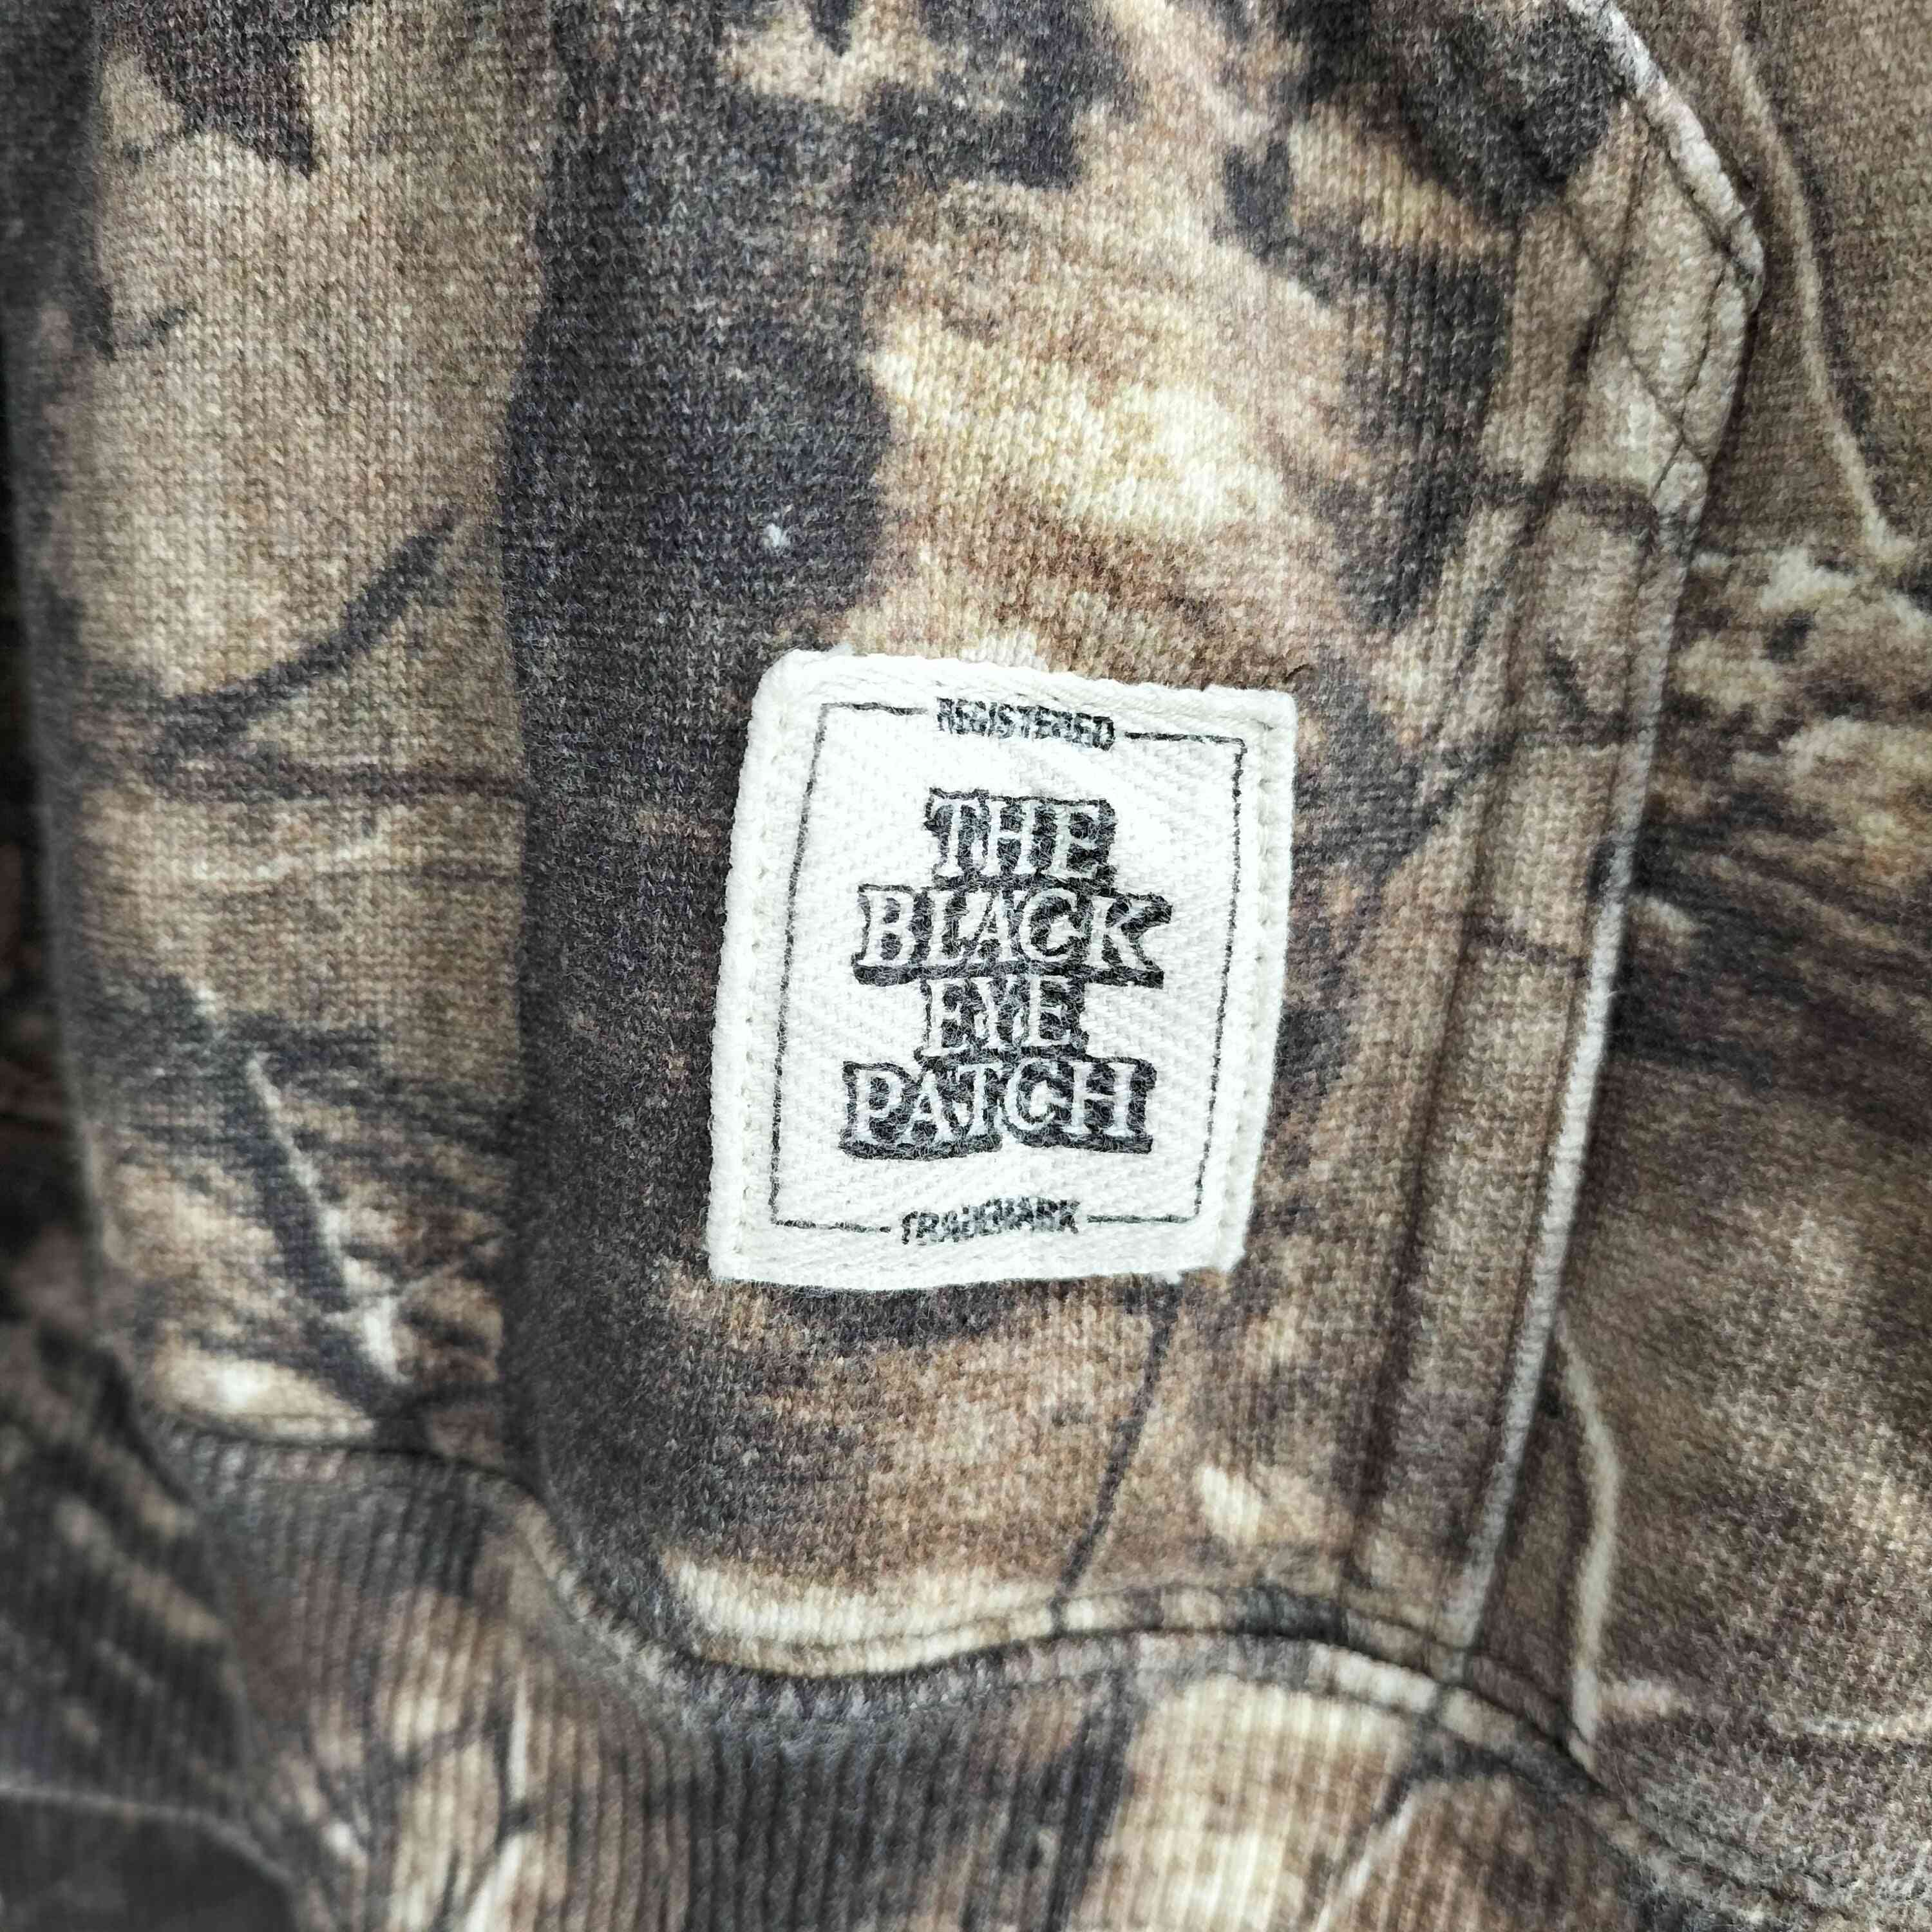 REGISTERED
THE
BLACK
EYE
PATCH
TRADEMARK